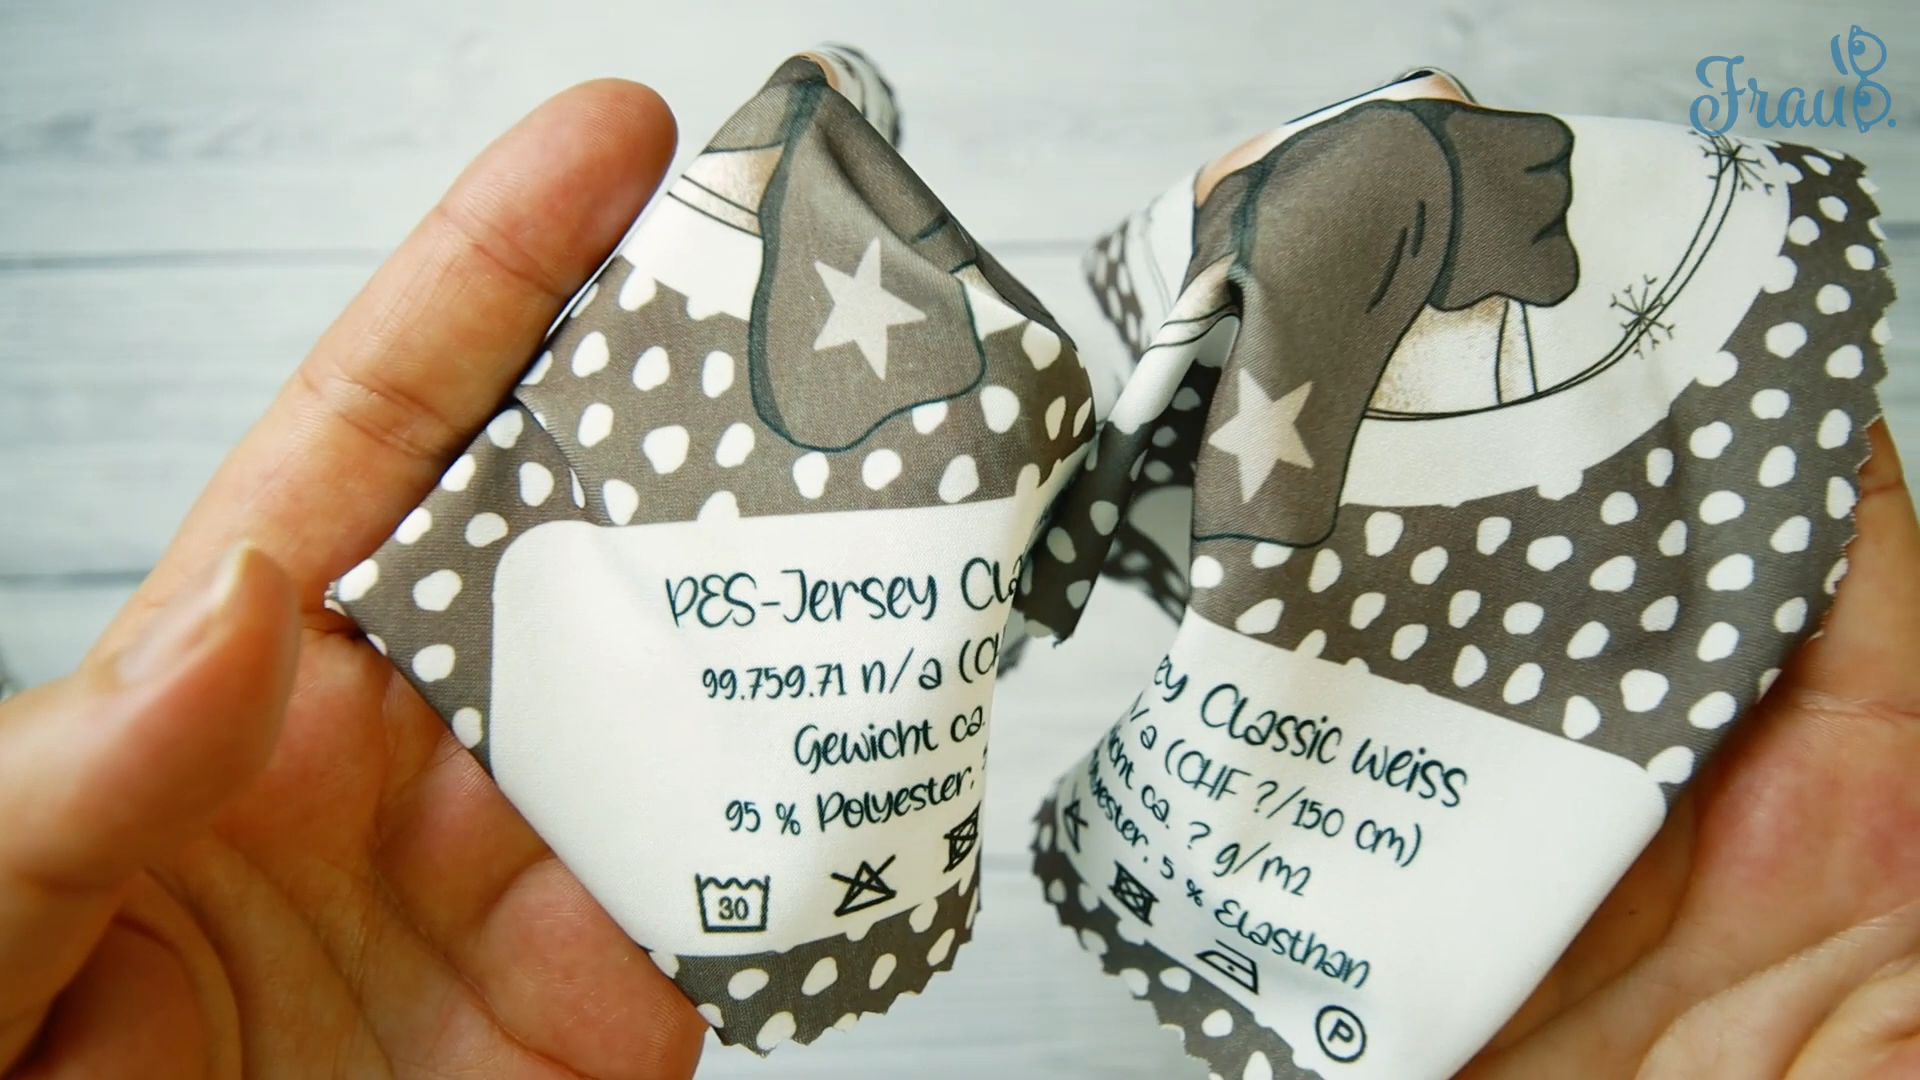 Frau B.
PES-Jersey Cla
99.759.71 n/a (CH
Gewicht ca.
95 % Polyester.
30
ey Classic weiss
n/a (CHF ?/150 cm)
icht ca. ? g/m2
yester. 5 % Elasthan
P